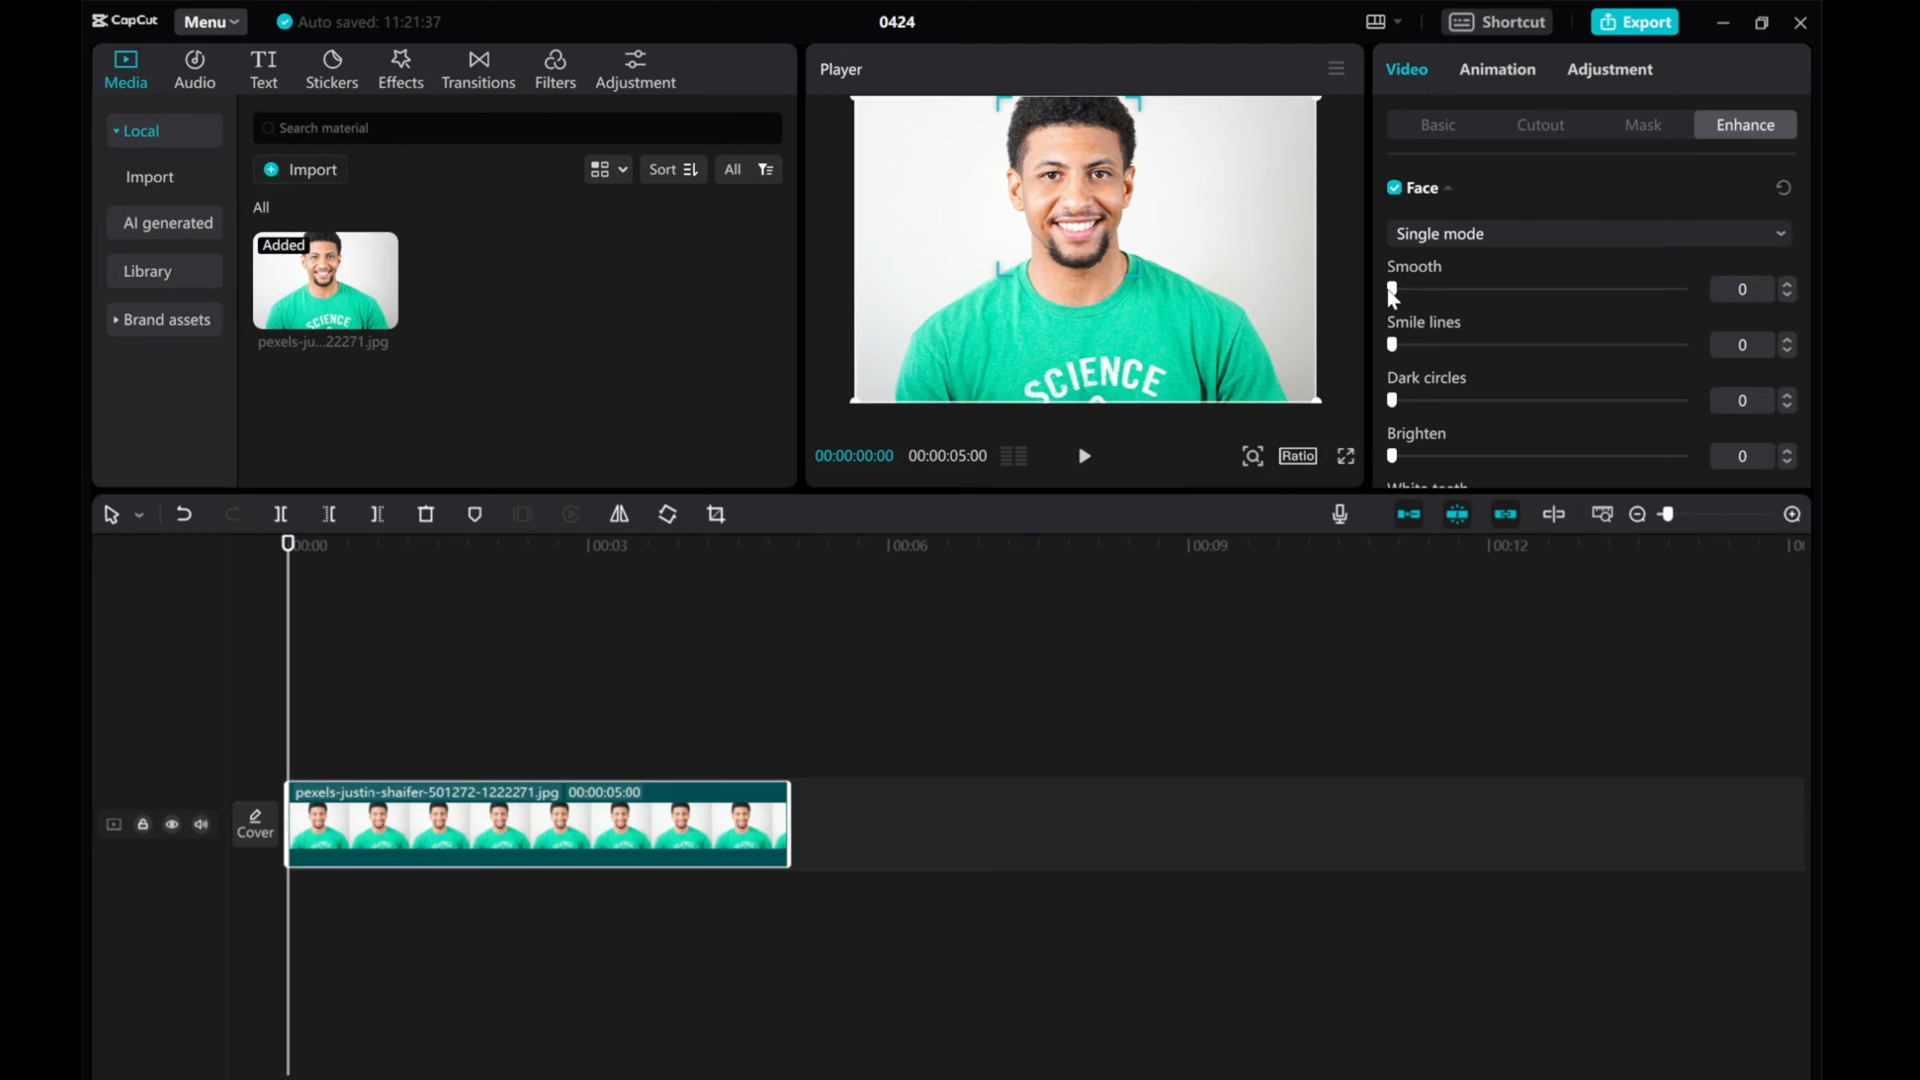 CapCut Menu Auto saved: 11:21:37 0424 Shortcut Export
Media Audio Text Stickers Effects Transitions Filters Adjustment
Local
Import
AI generated
Library
Brand assets
Search material
Import Sort All
All
Added
SCIENCE
pexels-ju...22271.jpg
Player
SCIENCE
00:00:00:00 00:00:05:00 Ratio
Video Animation Adjustment
Basic Cutout Mask Enhance
Face
Single mode
Smooth
0
Smile lines
0
Dark circles
0
Brighten
0
White teeth
00:00 00:03 00:06 00:09 00:12
Cover
pexels-justin-shaifer-501272-1222271.jpg 00:00:05:00